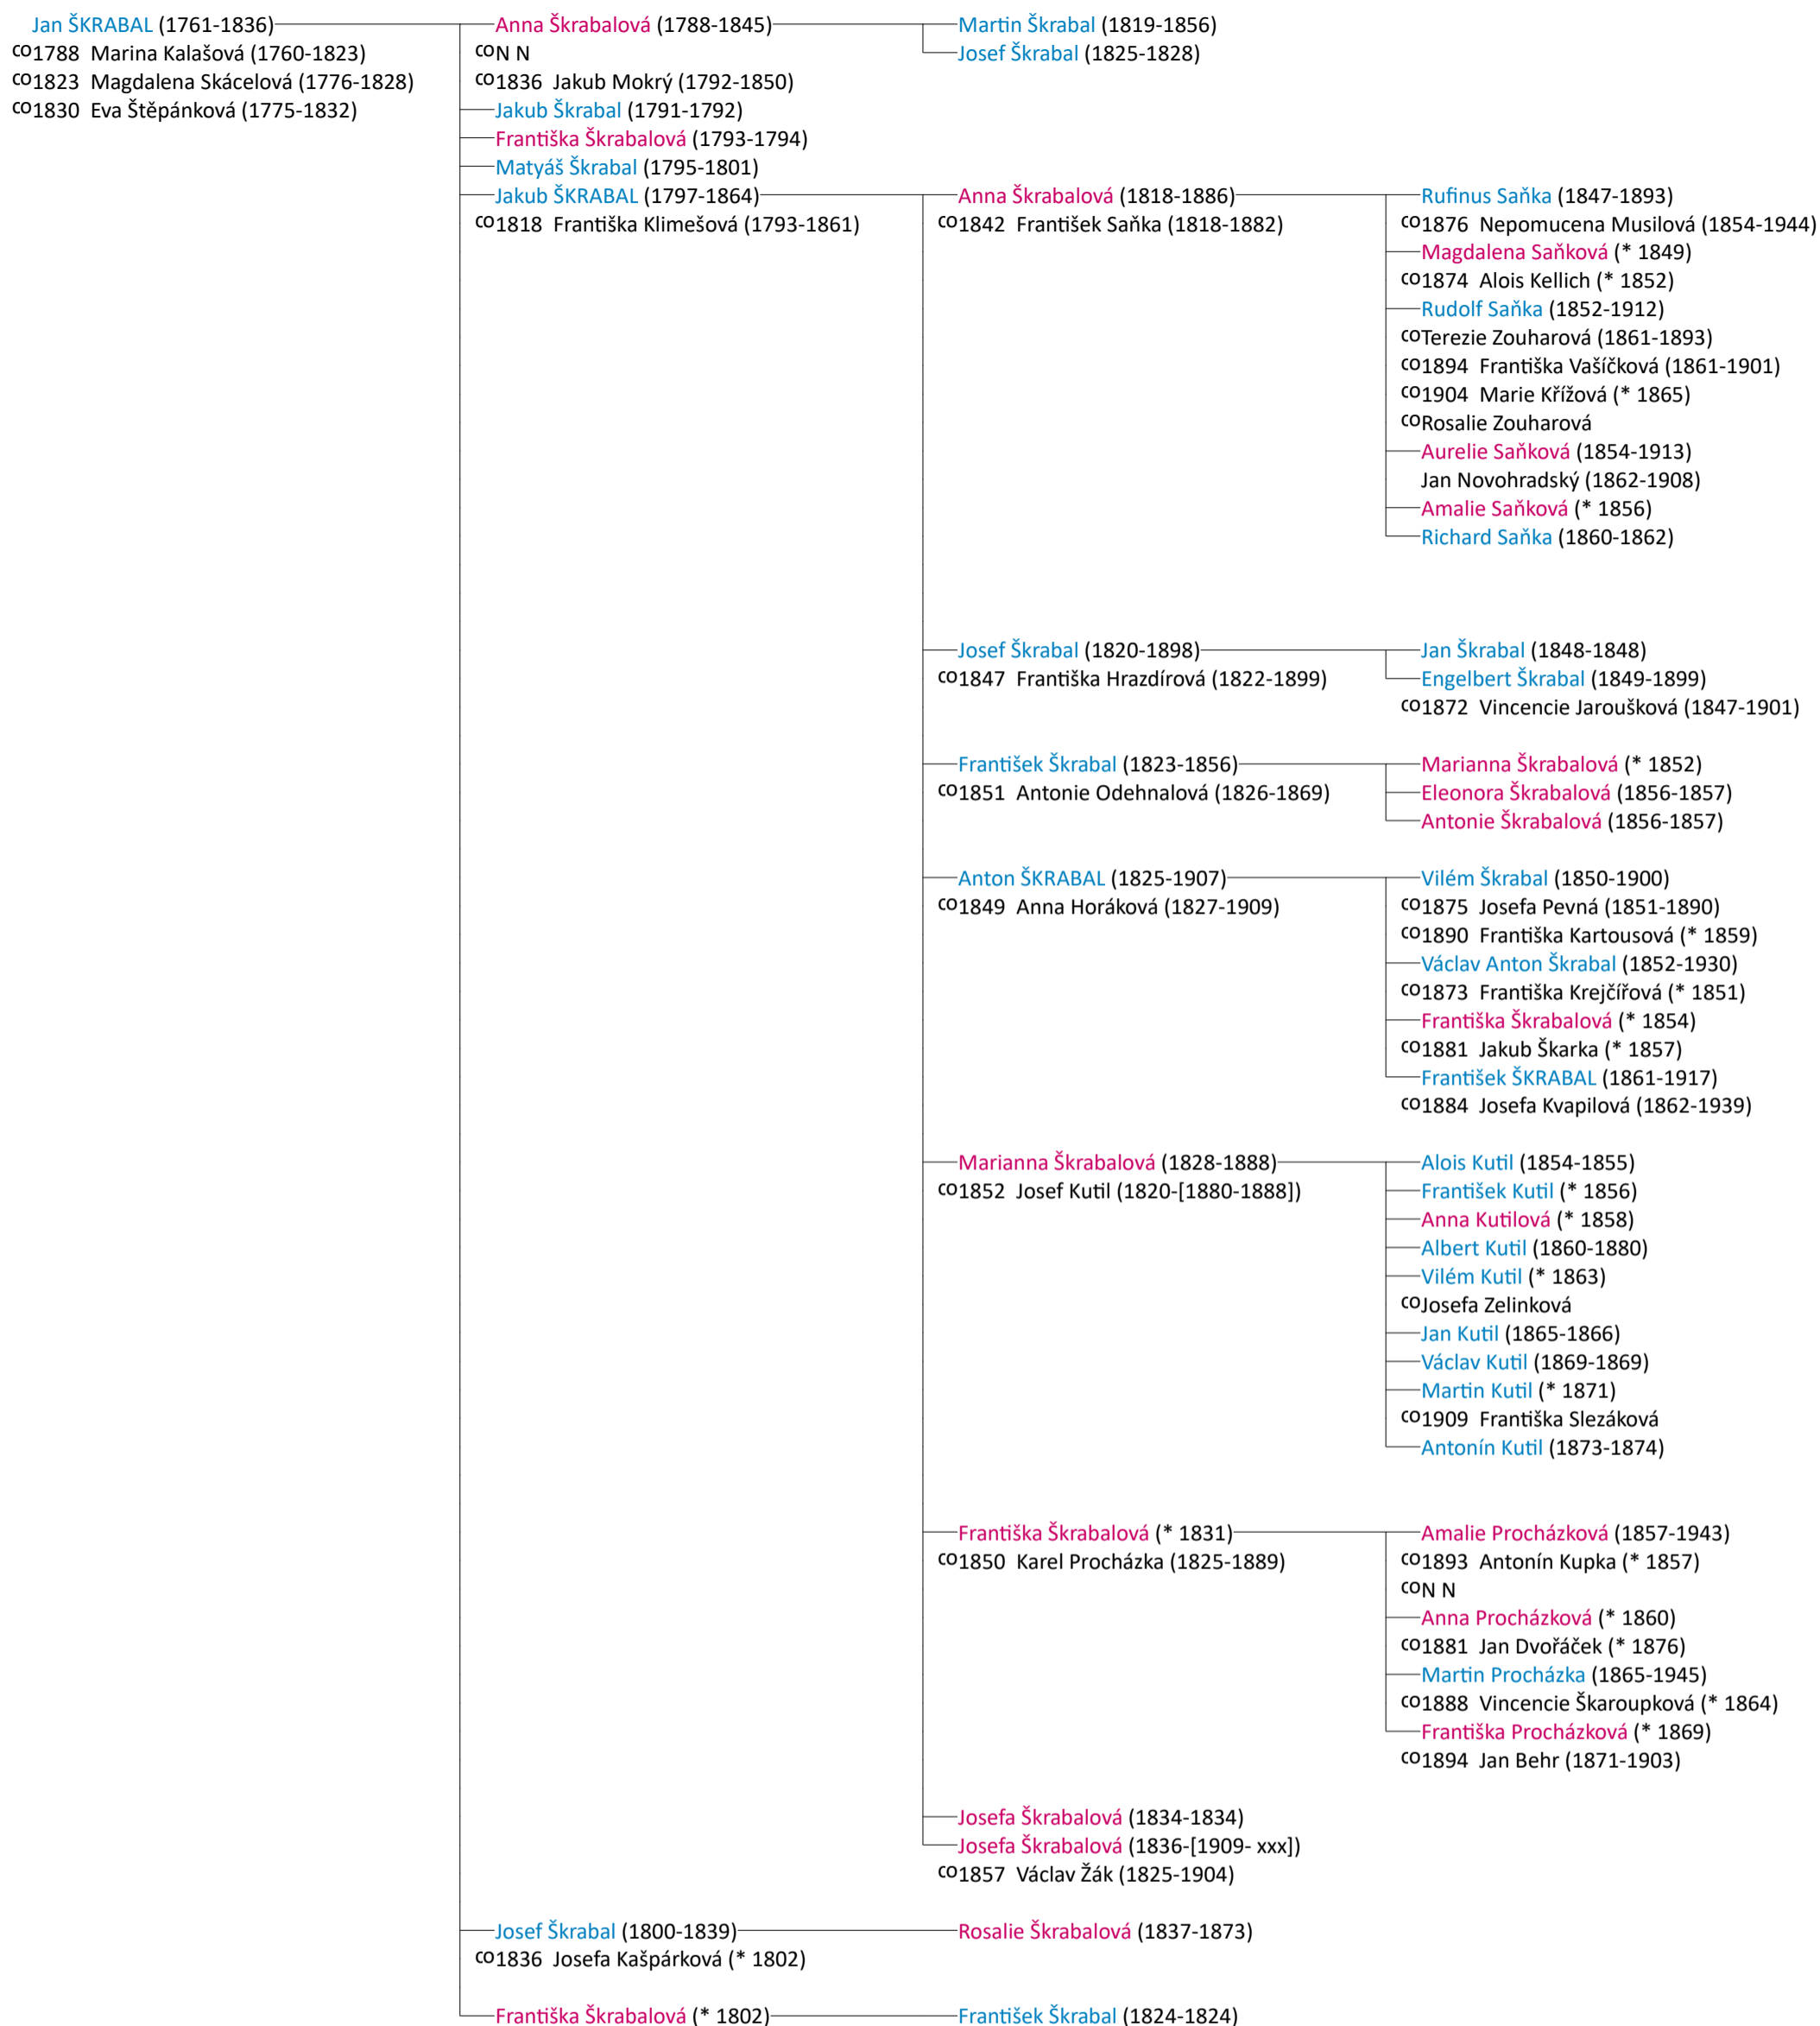 Jan ŠKRABAL (1761-1836)
co1788 Marina Kalašová (1760-1823)
co1823 Magdalena Skácelová (1776-1828)
co1830 Eva Štěpánková (1775-1832)
Anna Škrabalová (1788-1845)
coN N
co1836 Jakub Mokrý (1792-1850)
Martin Škrabal (1819-1856)
Josef Škrabal (1825-1828)
Jakub Škrabal (1791-1792)
Františka Škrabalová (1793-1794)
Matyáš Škrabal (1795-1801)
Jakub ŠKRABAL (1797-1864)
co1818 Františka Klimešová (1793-1861)
Anna Škrabalová (1818-1886)
co1842 František Saňka (1818-1882)
Rufinus Saňka (1847-1893)
co1876 Nepomucena Musilová (1854-1944)
Magdalena Saňková (* 1849)
co1874 Alois Kellich (* 1852)
Rudolf Saňka (1852-1912)
coTerezie Zouharová (1861-1893)
co1894 Františka Vašíčková (1861-1901)
co1904 Marie Křížová (* 1865)
coRosalie Zouharová
Aurelie Saňková (1854-1913)
Jan Novohradský (1862-1908)
Amalie Saňková (* 1856)
Richard Saňka (1860-1862)
Josef Škrabal (1820-1898)
co1847 Františka Hrazdírová (1822-1899)
Jan Škrabal (1848-1848)
Engelbert Škrabal (1849-1899)
co1872 Vincencie Jaroušková (1847-1901)
František Škrabal (1823-1856)
co1851 Antonie Odehnalová (1826-1869)
Marianna Škrabalová (* 1852)
Eleonora Škrabalová (1856-1857)
Antonie Škrabalová (1856-1857)
Anton ŠKRABAL (1825-1907)
co1849 Anna Horáková (1827-1909)
Vilém Škrabal (1850-1900)
co1875 Josefa Pevná (1851-1890)
co1890 Františka Kartousová (* 1859)
Václav Anton Škrabal (1852-1930)
co1873 Františka Krejčířová (* 1851)
Františka Škrabalová (* 1854)
co1881 Jakub Škarka (* 1857)
František ŠKRABAL (1861-1917)
co1884 Josefa Kvapilová (1862-1939)
Marianna Škrabalová (1828-1888)
co1852 Josef Kutil (1820-[1880-1888])
Alois Kutil (1854-1855)
František Kutil (* 1856)
Anna Kutilová (* 1858)
Albert Kutil (1860-1880)
Vilém Kutil (* 1863)
coJosefa Zelinková
Jan Kutil (1865-1866)
Václav Kutil (1869-1869)
Martin Kutil (* 1871)
co1909 Františka Slezáková
Antonín Kutil (1873-1874)
Františka Škrabalová (* 1831)
co1850 Karel Procházka (1825-1889)
Amalie Procházková (1857-1943)
co1893 Antonín Kupka (* 1857)
coN N
Anna Procházková (* 1860)
co1881 Jan Dvořáček (* 1876)
Martin Procházka (1865-1945)
co1888 Vincencie Škaroupková (* 1864)
Františka Procházková (* 1869)
co1894 Jan Behr (1871-1903)
Josefa Škrabalová (1834-1834)
Josefa Škrabalová (1836-[1909- xxx])
co1857 Václav Žák (1825-1904)
Josef Škrabal (1800-1839)
co1836 Josefa Kašpárková (* 1802)
Rosalie Škrabalová (1837-1873)
Františka Škrabalová (* 1802)
František Škrabal (1824-1824)